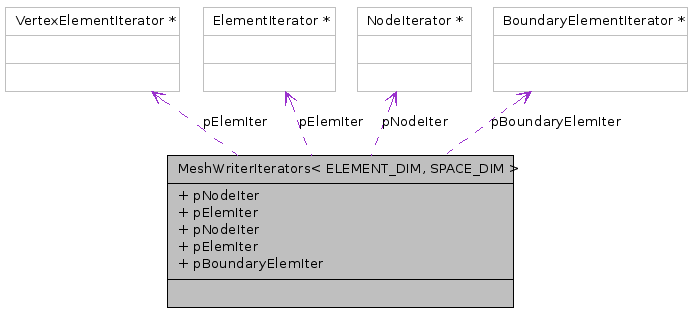 VertexElementIterator *
ElementIterator *
NodeIterator *
BoundaryElementIterator *
pElemIter
pElemIter
pNodeIter
pBoundaryElemIter
MeshWriterIterators< ELEMENT_DIM, SPACE_DIM >
+ pNodeIter
+ pElemIter
+ pNodeIter
+ pElemIter
+ pBoundaryElemIter